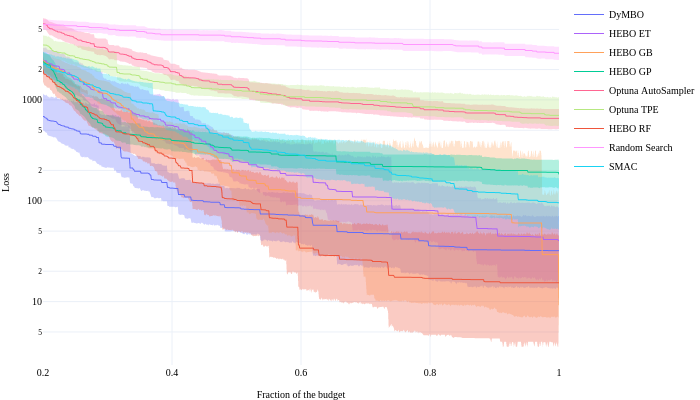 5
2
1000
5
2
100
5
2
10
5
Loss
0.2
0.4
0.6
0.8
1
Fraction of the budget
DyMBO
HEBO ET
HEBO GB
HEBO GP
Optuna AutoSampler
Optuna TPE
HEBO RF
Random Search
SMAC